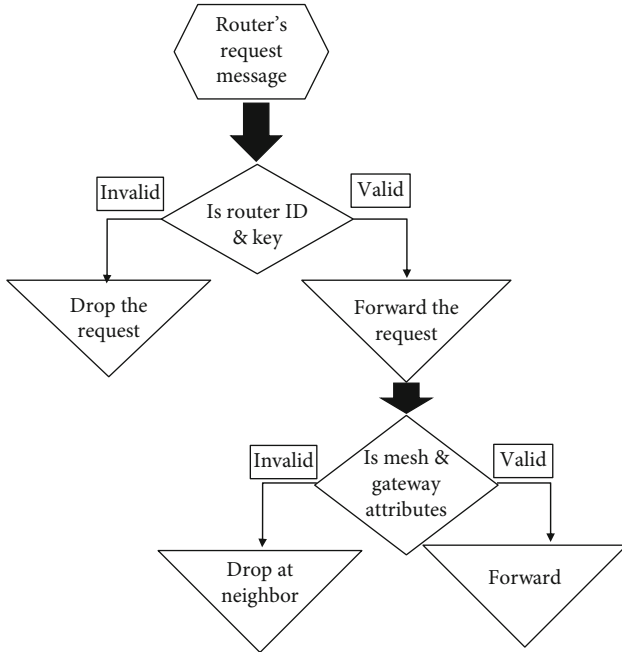 Router's
request
message
Invalid
Valid
Is router ID
& key
Drop the
request
Forward the
request
Invalid
Valid
Is mesh &
gateway
attributes
Drop at
neighbor
Forward